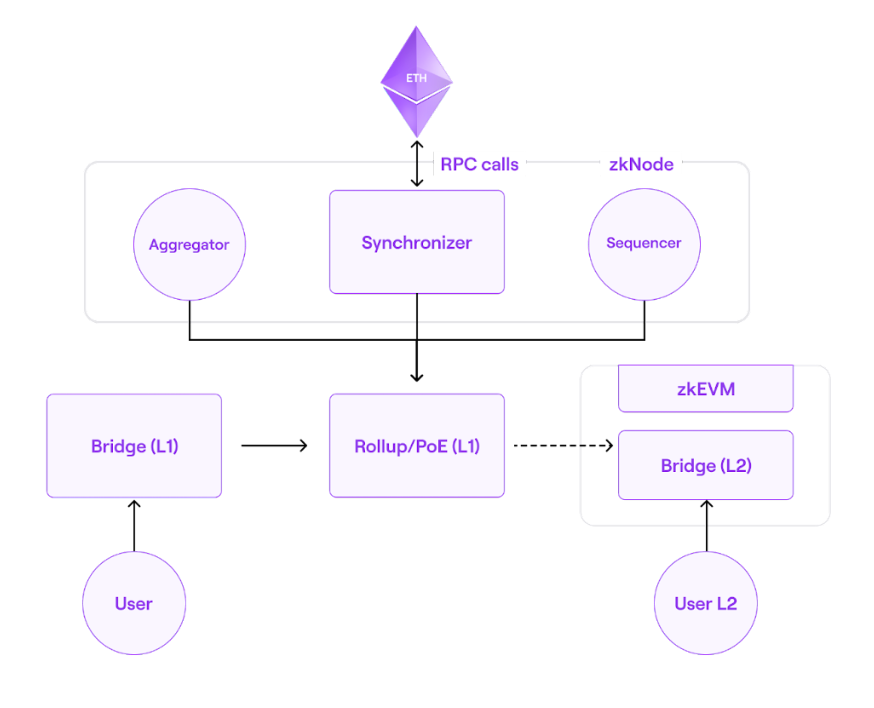 ETH
RPC calls
zkNode
Aggregator
Synchronizer
Sequencer
zkEVM
Bridge (L1)
Rollup/PoE (L1)
Bridge (L2)
User
User L2